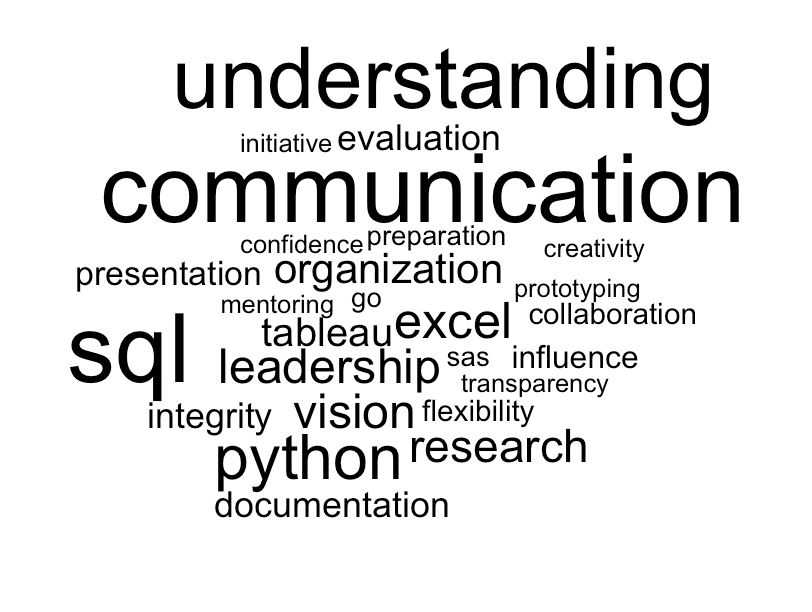 understanding
initiative evaluation
communication
confidence preparation creativity
presentation organization
prototyping
mentoring go collaboration
tableau excel
sql
leadership sas influence
transparency
integrity vision flexibility
python research
documentation